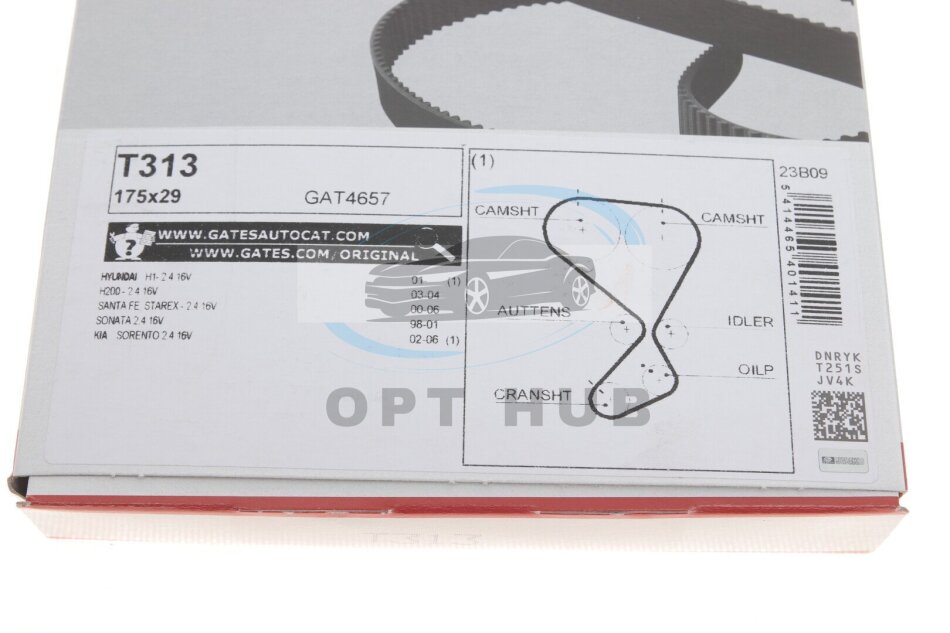 T313
175x29
GAT4657
WWW.GATESAUTOCAT.COM
WWW.GATES.COM/ORIGINAL
HYUNDAI H1- 2.4 16V 01 (1)
H200 - 2.4 16V 03-04
SANTA FE, STAREX - 2.4 16V 00-06
SONATA 2.4 16V 98-01
KIA SORENTO 2.4 16V 02-06 (1)
(1)
CAMSHT
CAMSHT
AUTTENS
IDLER
OILP
CRANSHT
23B09
5 414465 401411
DNRYK
T251S
JV4K
OPT HUB
T313